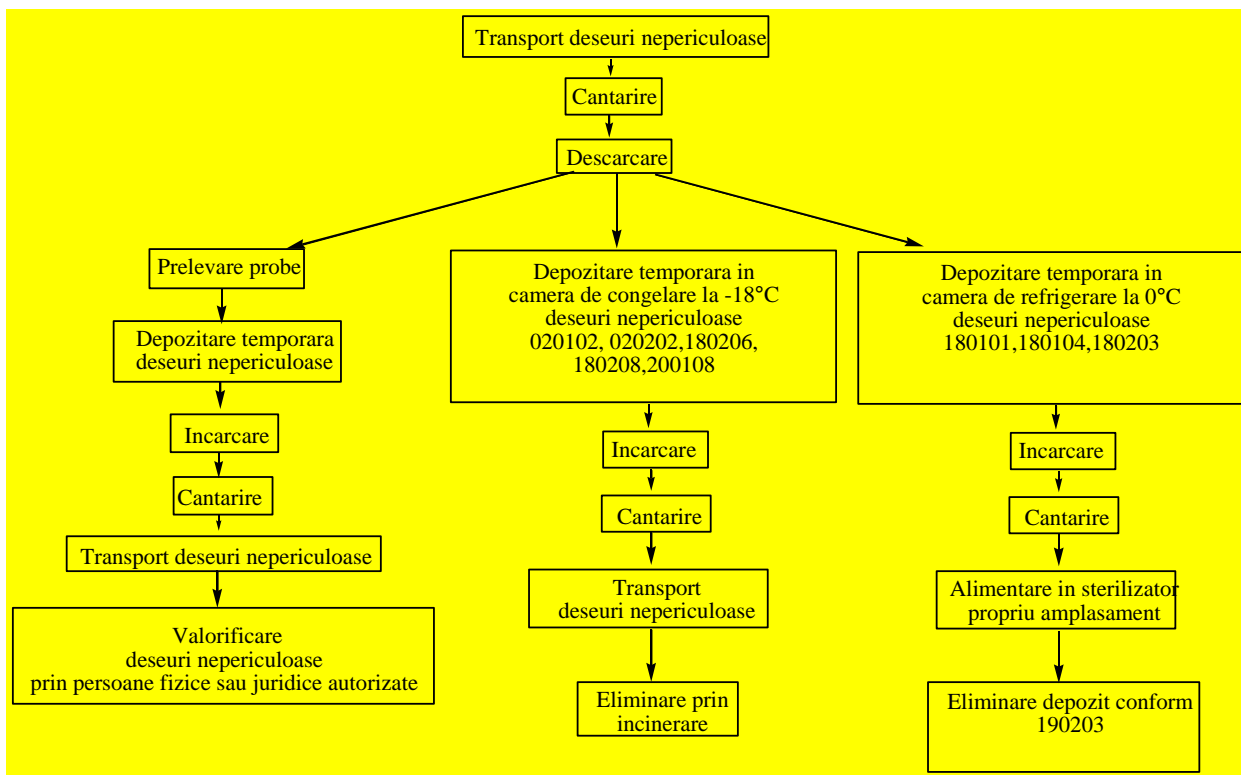 Transport deseuri nepericuloase
Cantarire
Descarcare
Prelevare probe
Depozitare temporara
deseuri nepericuloase
Incarcare
Cantarire
Transport deseuri nepericuloase
Valorificare
deseuri nepericuloase
prin persoane fizice sau juridice autorizate
Depozitare temporara in
camera de congelare la -18°C
deseuri nepericuloase
020102, 020202,180206,
180208,200108
Incarcare
Cantarire
Transport
deseuri nepericuloase
Eliminare prin
incinerare
Depozitare temporara in
camera de refrigerare la 0°C
deseuri nepericuloase
180101,180104,180203
Incarcare
Cantarire
Alimentare in sterilizator
propriu amplasament
Eliminare depozit conform
190203